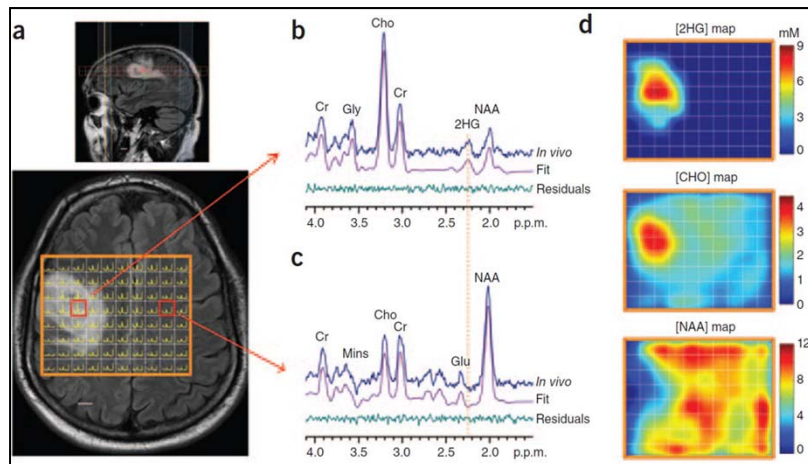 a
b
Cho
Cr
Gly
Cr
2HG
NAA
In vivo
Fit
Residuals
4.0 3.5 3.0 2.5 2.0 p.p.m.
c
NAA
Cho
Cr
Cr
Mins
Glu
In vivo
Fit
Residuals
4.0 3.5 3.0 2.5 2.0 p.p.m.
d
[2HG] map
mM
9
6
3
0
[CHO] map
4
3
2
1
0
[NAA] map
12
8
4
0